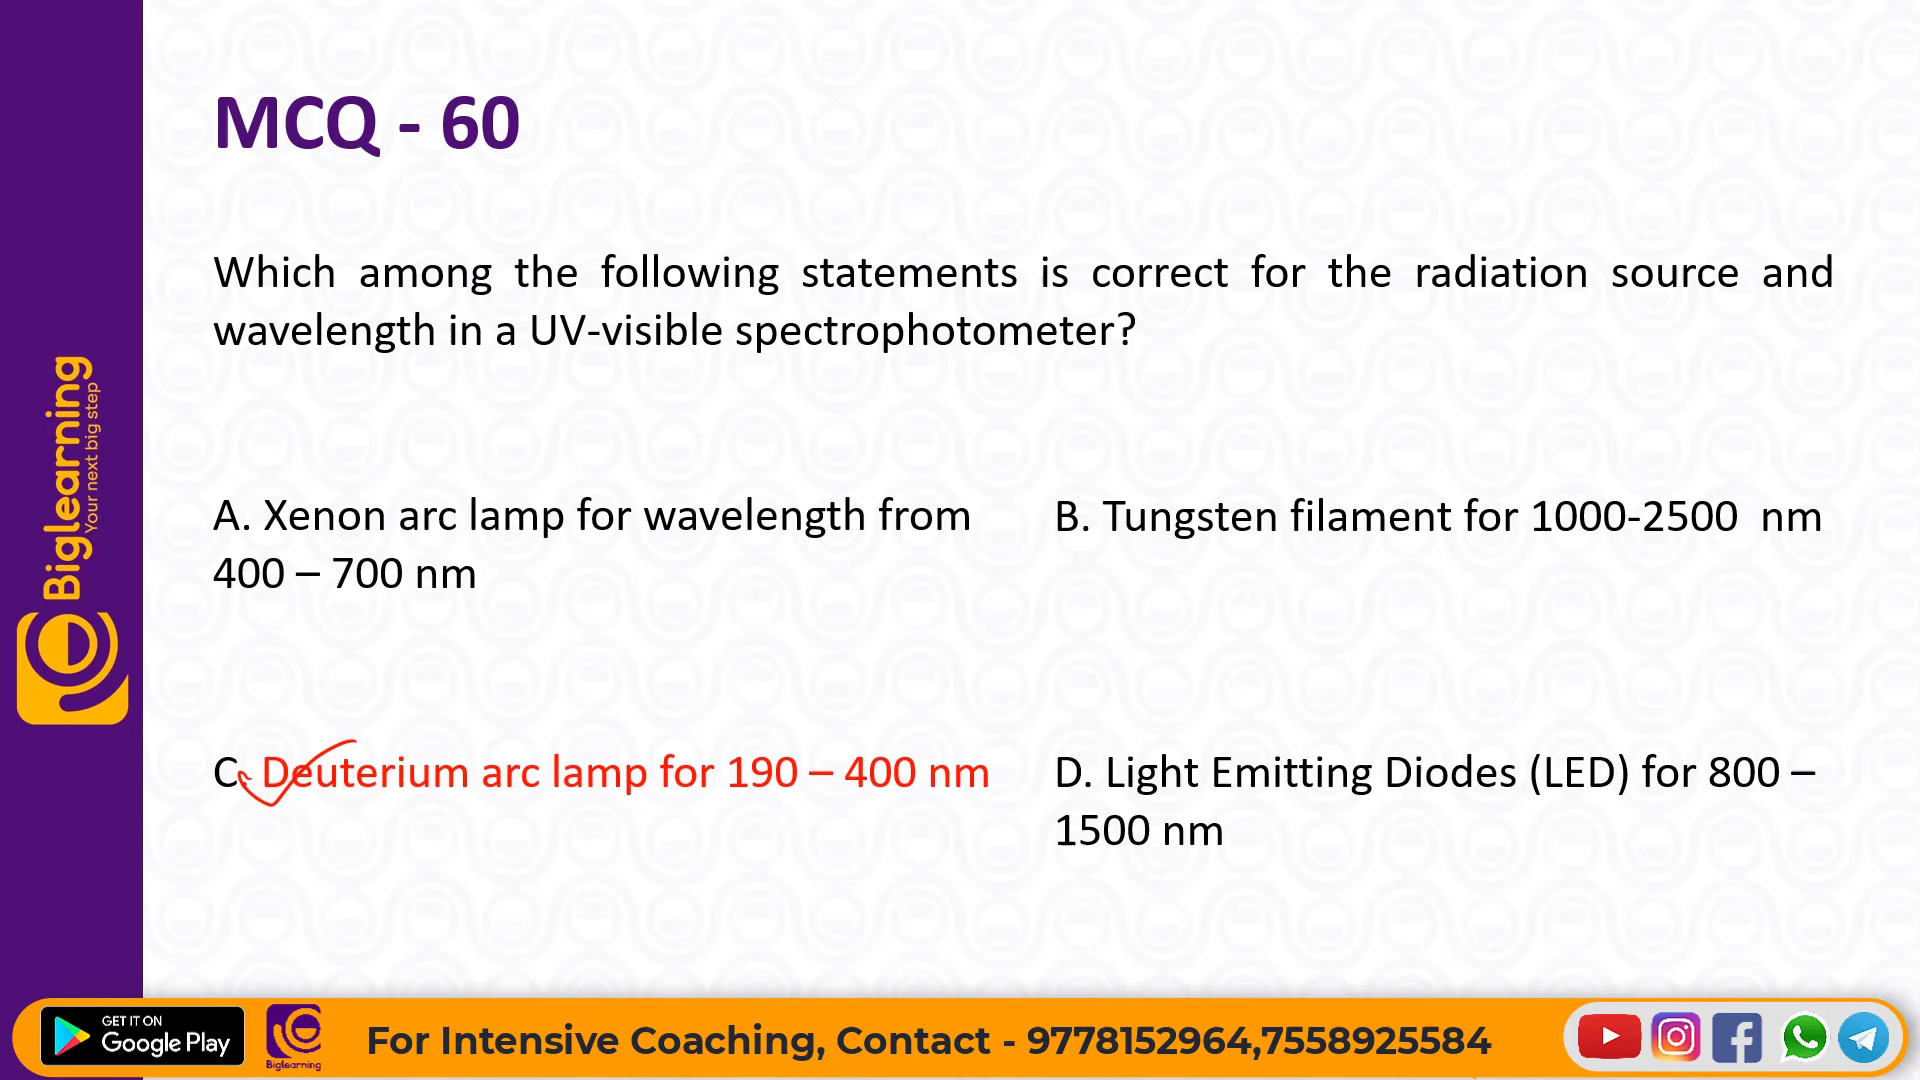 MCQ - 60
Which among the following statements is correct for the radiation source and
wavelength in a UV-visible spectrophotometer?
A. Xenon arc lamp for wavelength from
400 – 700 nm
B. Tungsten filament for 1000-2500 nm
C. Deuterium arc lamp for 190 – 400 nm
D. Light Emitting Diodes (LED) for 800 –
1500 nm
Biglearning
Your next big step
GET IT ON
Google Play
Biglearning
For Intensive Coaching, Contact - 9778152964,7558925584